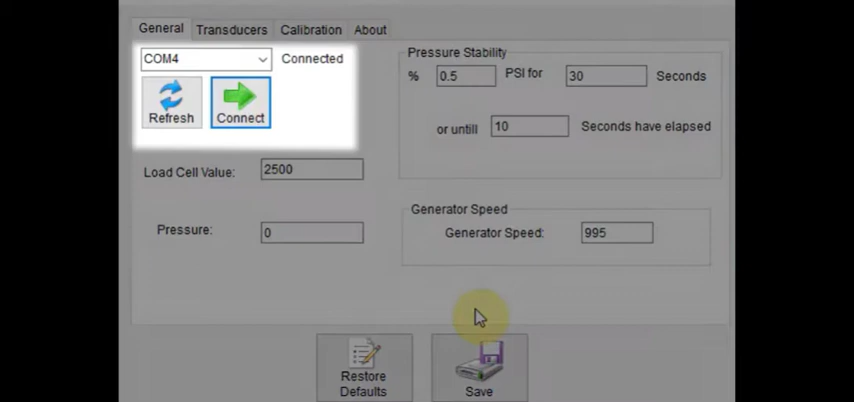 General Transducers Calibration About
COM4 Connected
Refresh Connect
Load Cell Value: 2500
Pressure: 0
Pressure Stability
% 0.5 PSI for 30 Seconds
or untill 10 Seconds have elapsed
Generator Speed
Generator Speed: 995
Restore
Defaults
Save